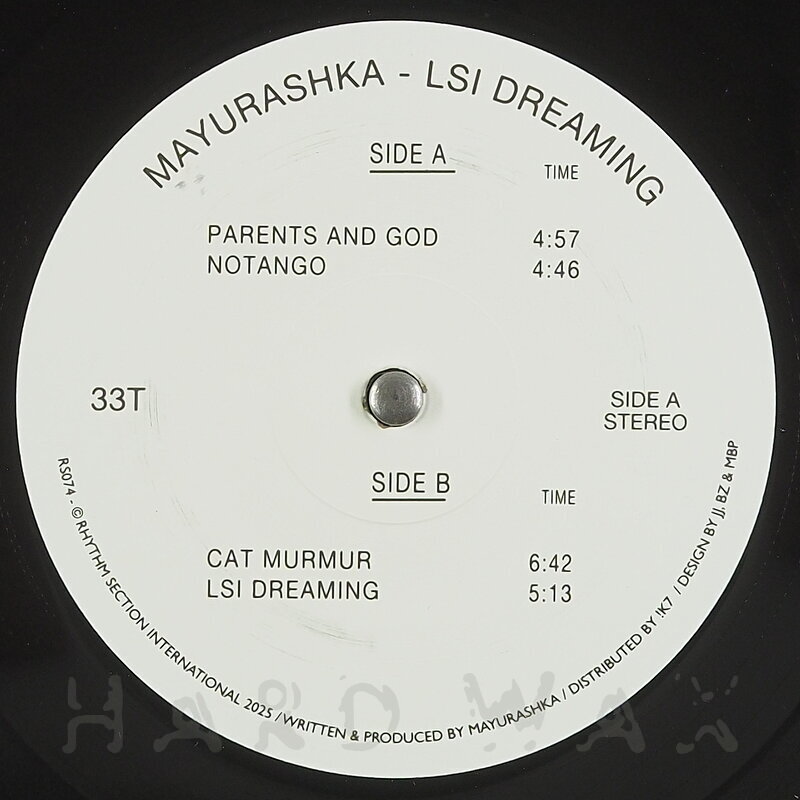 MAYURASHKA - LSI DREAMING
SIDE A
TIME
PARENTS AND GOD 4:57
NOTANGO 4:46
33T
SIDE A
STEREO
SIDE B
TIME
CAT MURMUR 6:42
LSI DREAMING 5:13
RS074 - © RHYTHM SECTION INTERNATIONAL 2025 / WRITTEN & PRODUCED BY MAYURASHKA / DISTRIBUTED BY !K7 / DESIGN BY JJ, BZ & MBP
HARD WAX